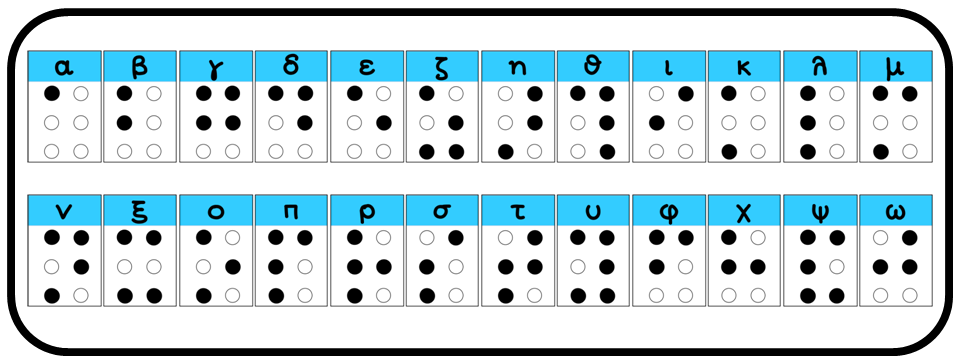 α β γ δ ε ζ η θ ι κ λ μ
ν ξ ο π ρ σ τ υ φ χ ψ ω